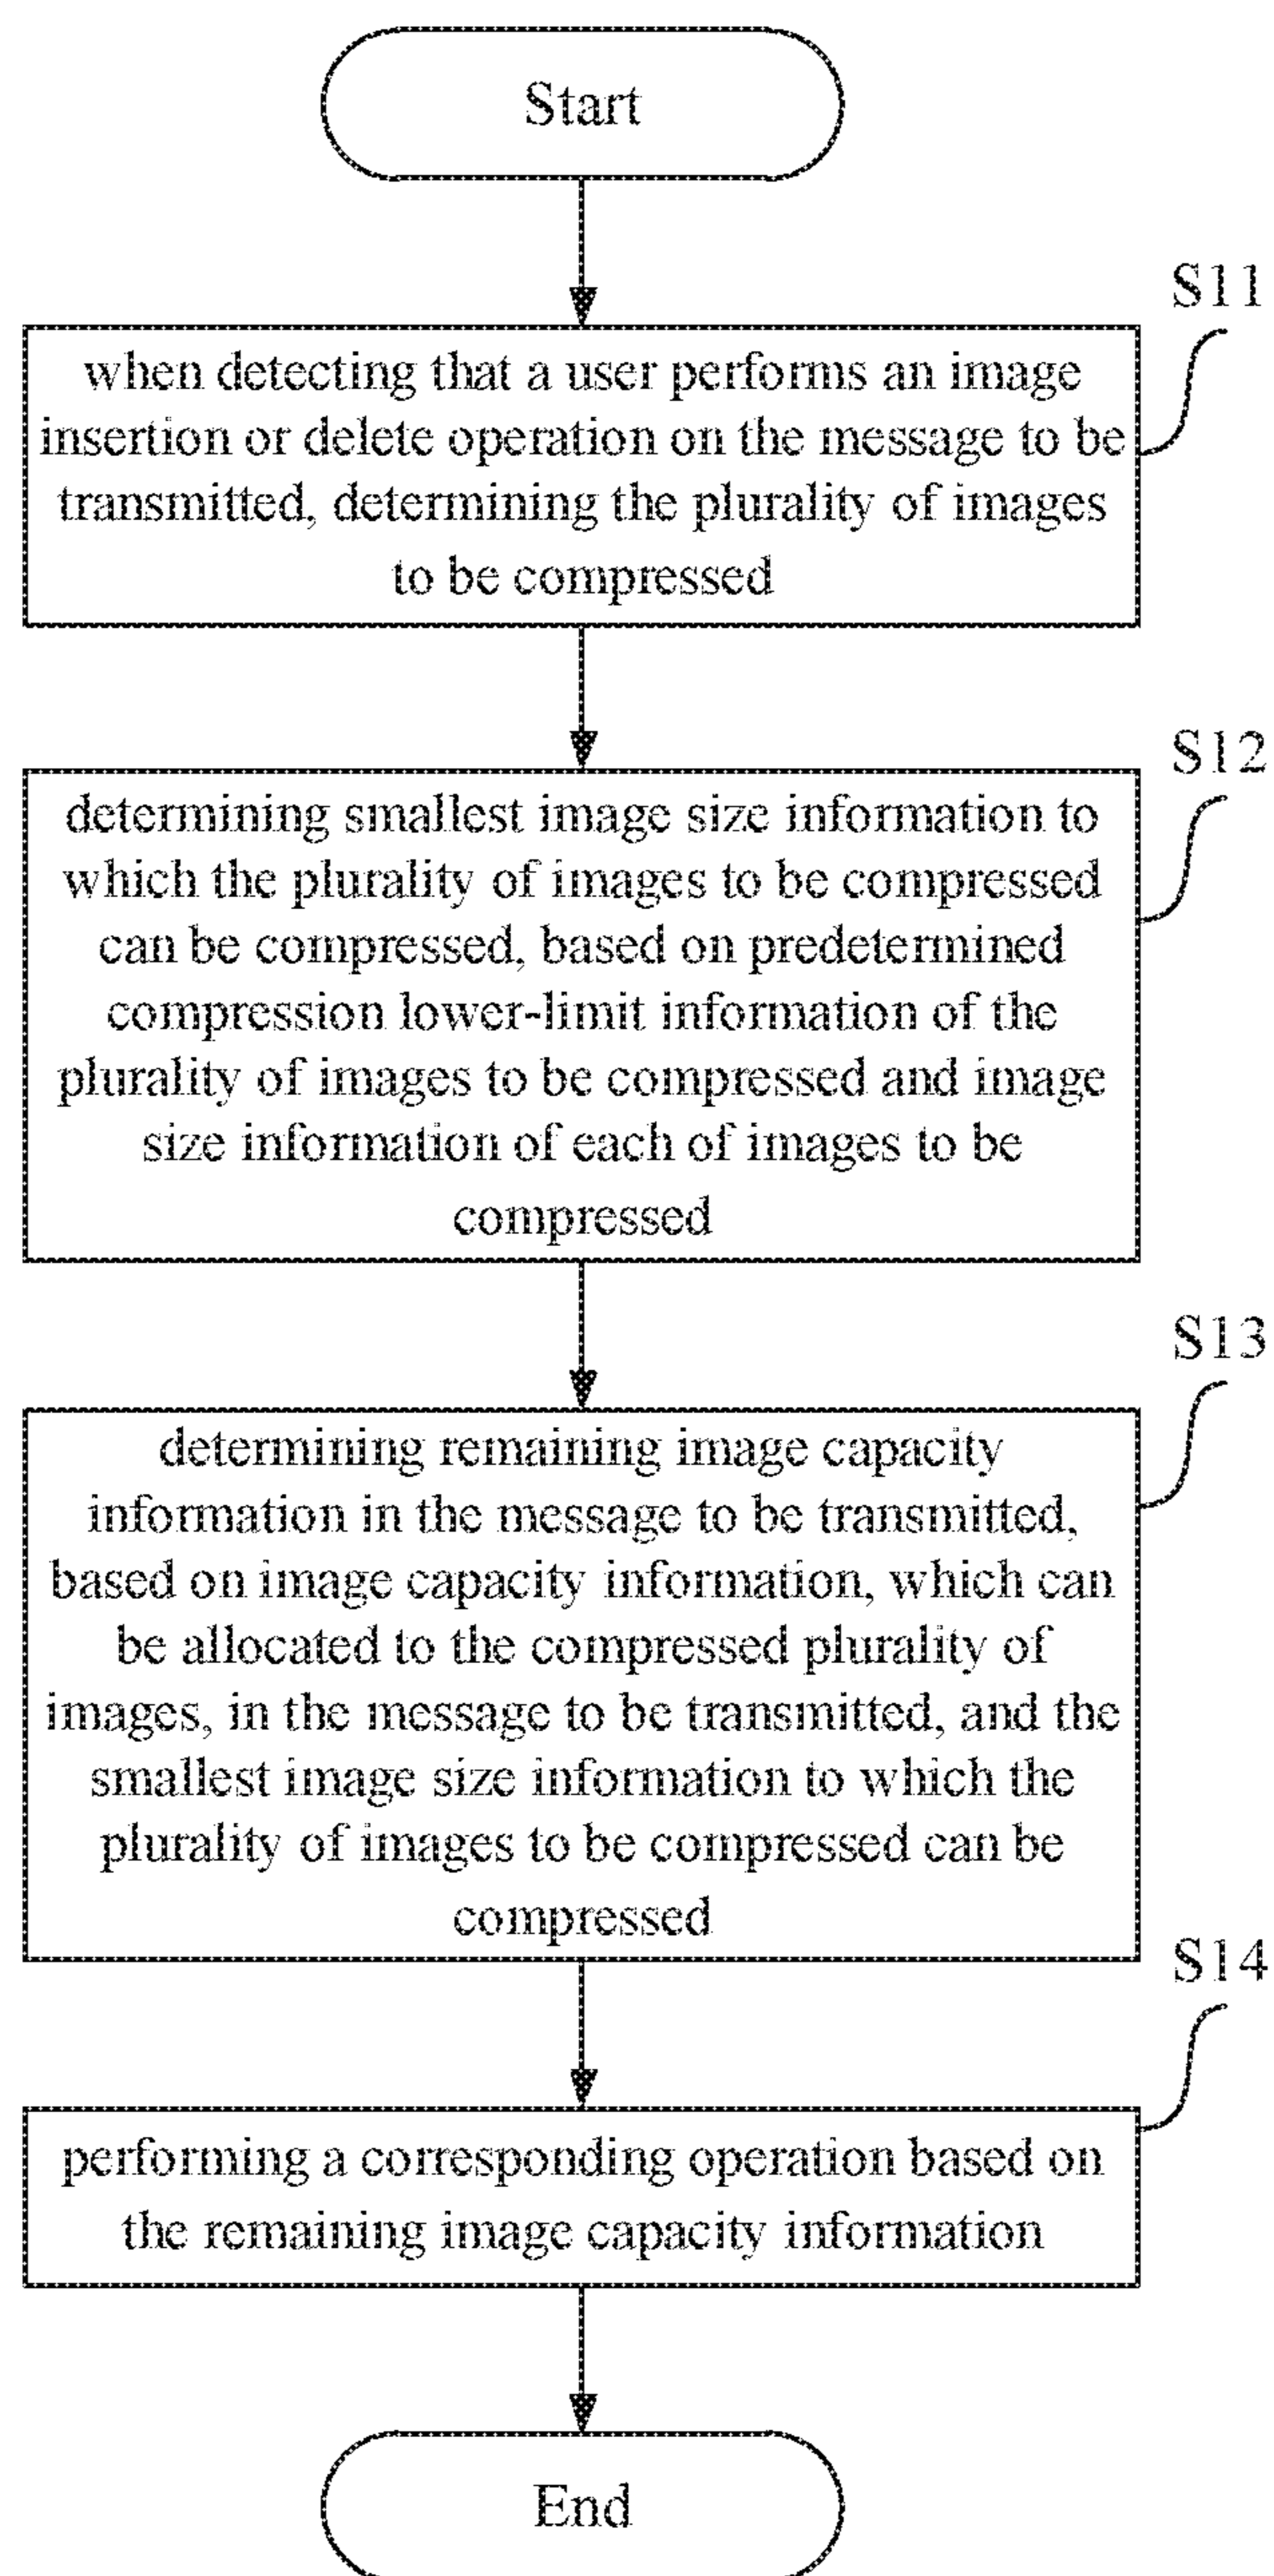 Start
S11
when detecting that a user performs an image
insertion or delete operation on the message to be
transmitted, determining the plurality of images
to be compressed
S12
determining smallest image size information to
which the plurality of images to be compressed
can be compressed, based on predetermined
compression lower-limit information of the
plurality of images to be compressed and image
size information of each of images to be
compressed
S13
determining remaining image capacity
information in the message to be transmitted,
based on image capacity information, which can
be allocated to the compressed plurality of
images, in the message to be transmitted, and the
smallest image size information to which the
plurality of images to be compressed can be
compressed
S14
performing a corresponding operation based on
the remaining image capacity information
End